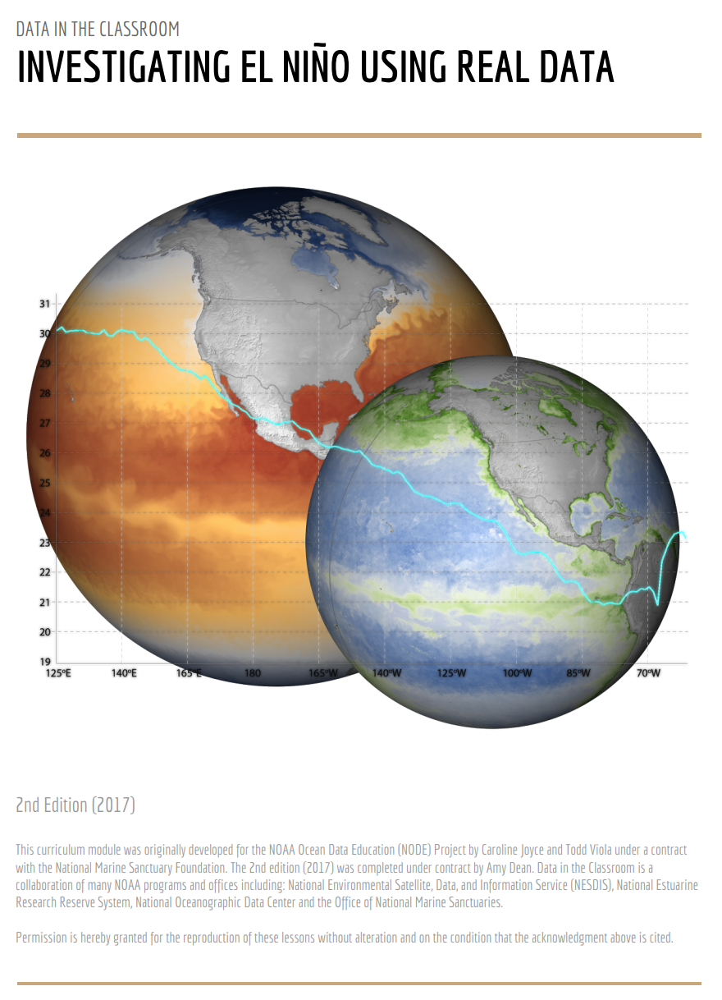 DATA IN THE CLASSROOM
INVESTIGATING EL NIÑO USING REAL DATA
31
30
29
28
27
26
25
24
23
22
21
20
19
125ºE 140ºE 165ºE 180 165ºW 140ºW 125ºW 100ºW 85ºW 70ºW
2nd Edition (2017)
This curriculum module was originally developed for the NOAA Ocean Data Education (NODE) Project by Caroline Joyce and Todd Viola under a contract
with the National Marine Sanctuary Foundation. The 2nd edition (2017) was completed under contract by Amy Dean. Data in the Classroom is a
collaboration of many NOAA programs and offices including: National Environmental Satellite, Data, and Information Service (NESDIS), National Estuarine
Research Reserve System, National Oceanographic Data Center and the Office of National Marine Sanctuaries.
Permission is hereby granted for the reproduction of these lessons without alteration and on the condition that the acknowledgment above is cited.